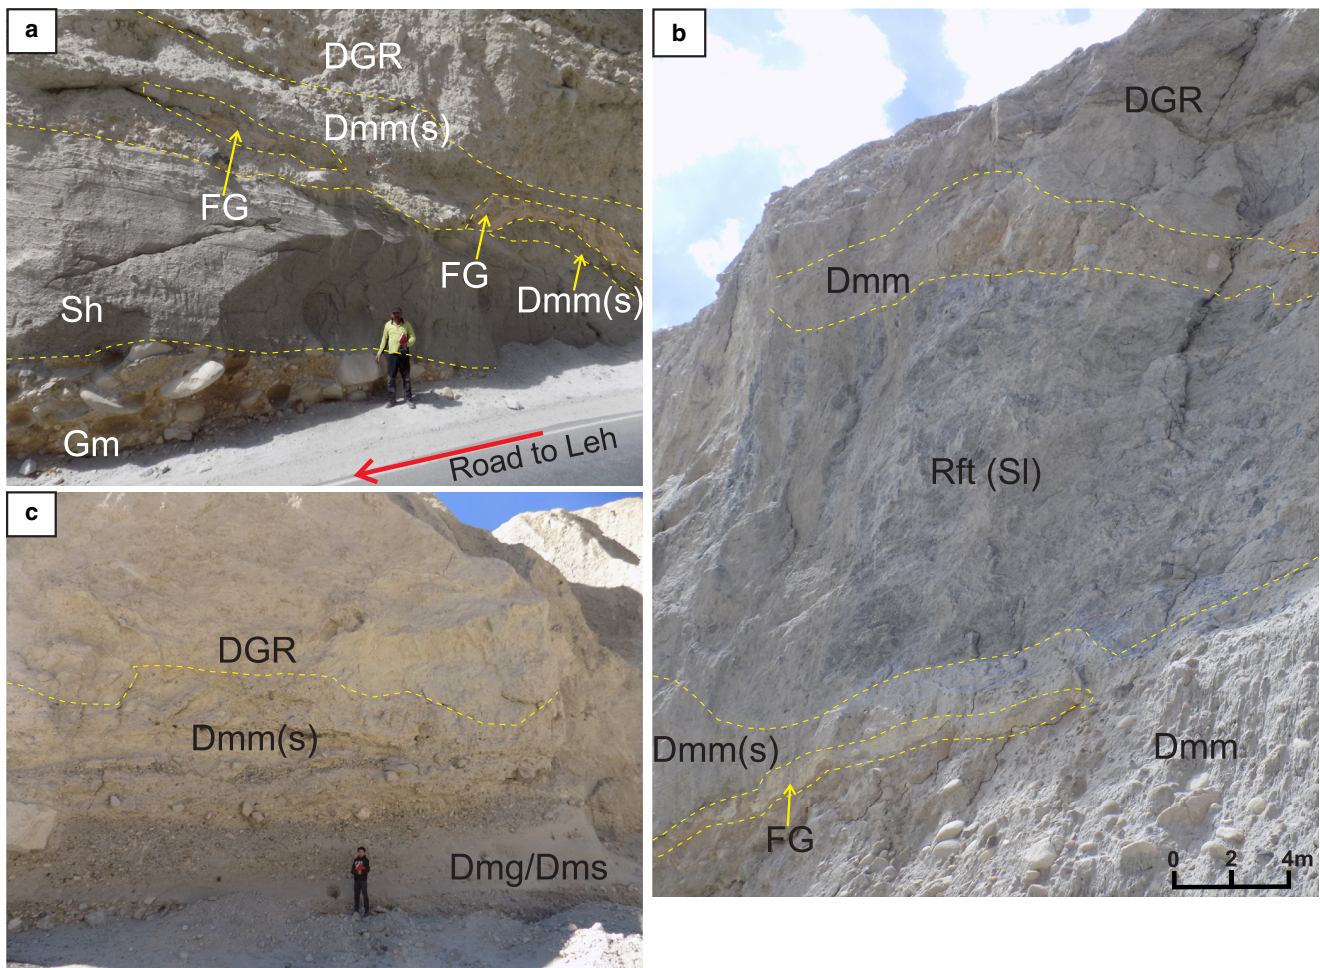 a
DGR
Dmm(s)
FG
FG
Dmm(s)
Sh
Gm
Road to Leh
b
DGR
Dmm
Rft (Sl)
Dmm(s)
Dmm
FG
0 2 4m
c
DGR
Dmm(s)
Dmg/Dms